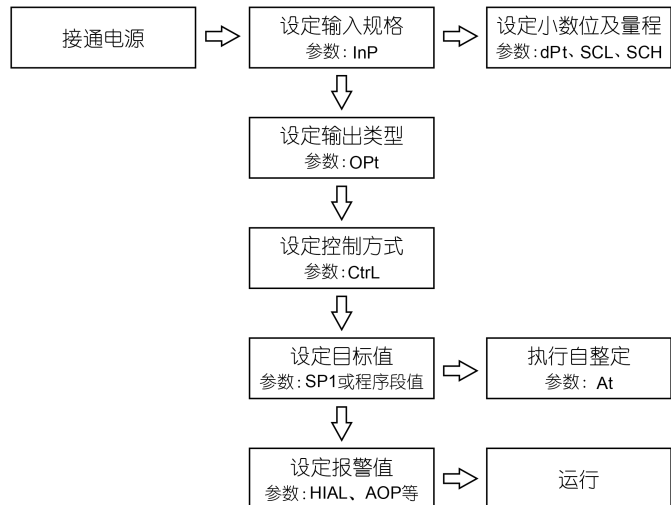 接通电源
设定输入规格
参数：InP
设定小数位及量程
参数：dPt、SCL、SCH
设定输出类型
参数：OPt
设定控制方式
参数：CtrL
设定目标值
参数：SP1或程序段值
执行自整定
参数：At
设定报警值
参数：HIAL、AOP等
运行